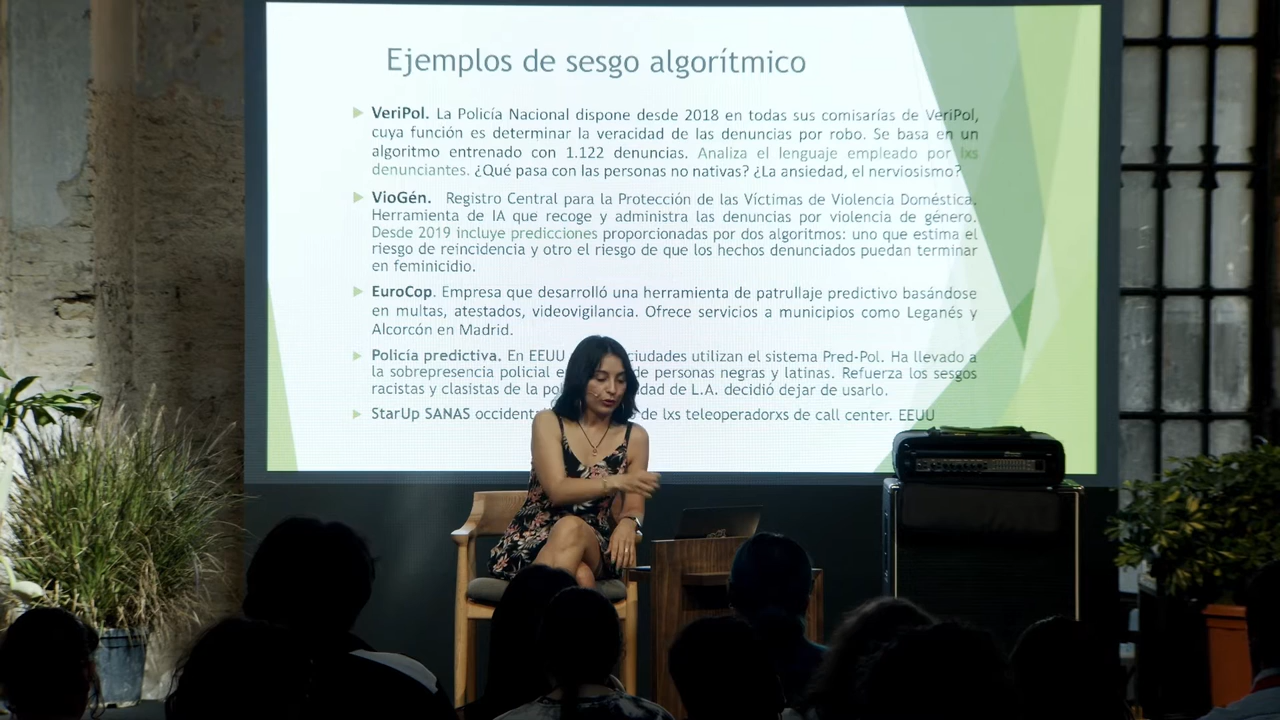 Ejemplos de sesgo algorítmico
VeriPol. La Policía Nacional dispone desde 2018 en todas sus comisarías de VeriPol,
cuya función es determinar la veracidad de las denuncias por robo. Se basa en un
algoritmo entrenado con 1.122 denuncias. Analiza el lenguaje empleado por lxs
denunciantes. ¿Qué pasa con las personas no nativas? ¿La ansiedad, el nerviosismo?
VioGén. Registro Central para la Protección de las Víctimas de Violencia Doméstica.
Herramienta de IA que recoge y administra las denuncias por violencia de género.
Desde 2019 incluye predicciones proporcionadas por dos algoritmos: uno que estima el
riesgo de reincidencia y otro el riesgo de que los hechos denunciados puedan terminar
en feminicidio.
EuroCop. Empresa que desarrolló una herramienta de patrullaje predictivo basándose
en multas, atestados, videovigilancia. Ofrece servicios a municipios como Leganés y
Alcorcón en Madrid.
Policía predictiva. En EEUU ciudades utilizan el sistema Pred-Pol. Ha llevado a
la sobrepresencia policial de personas negras y latinas. Refuerza los sesgos
racistas y clasistas de la de L.A. decidió dejar de usarlo.
StarUp SANAS de lxs teleoperadorxs de call center. EEUU